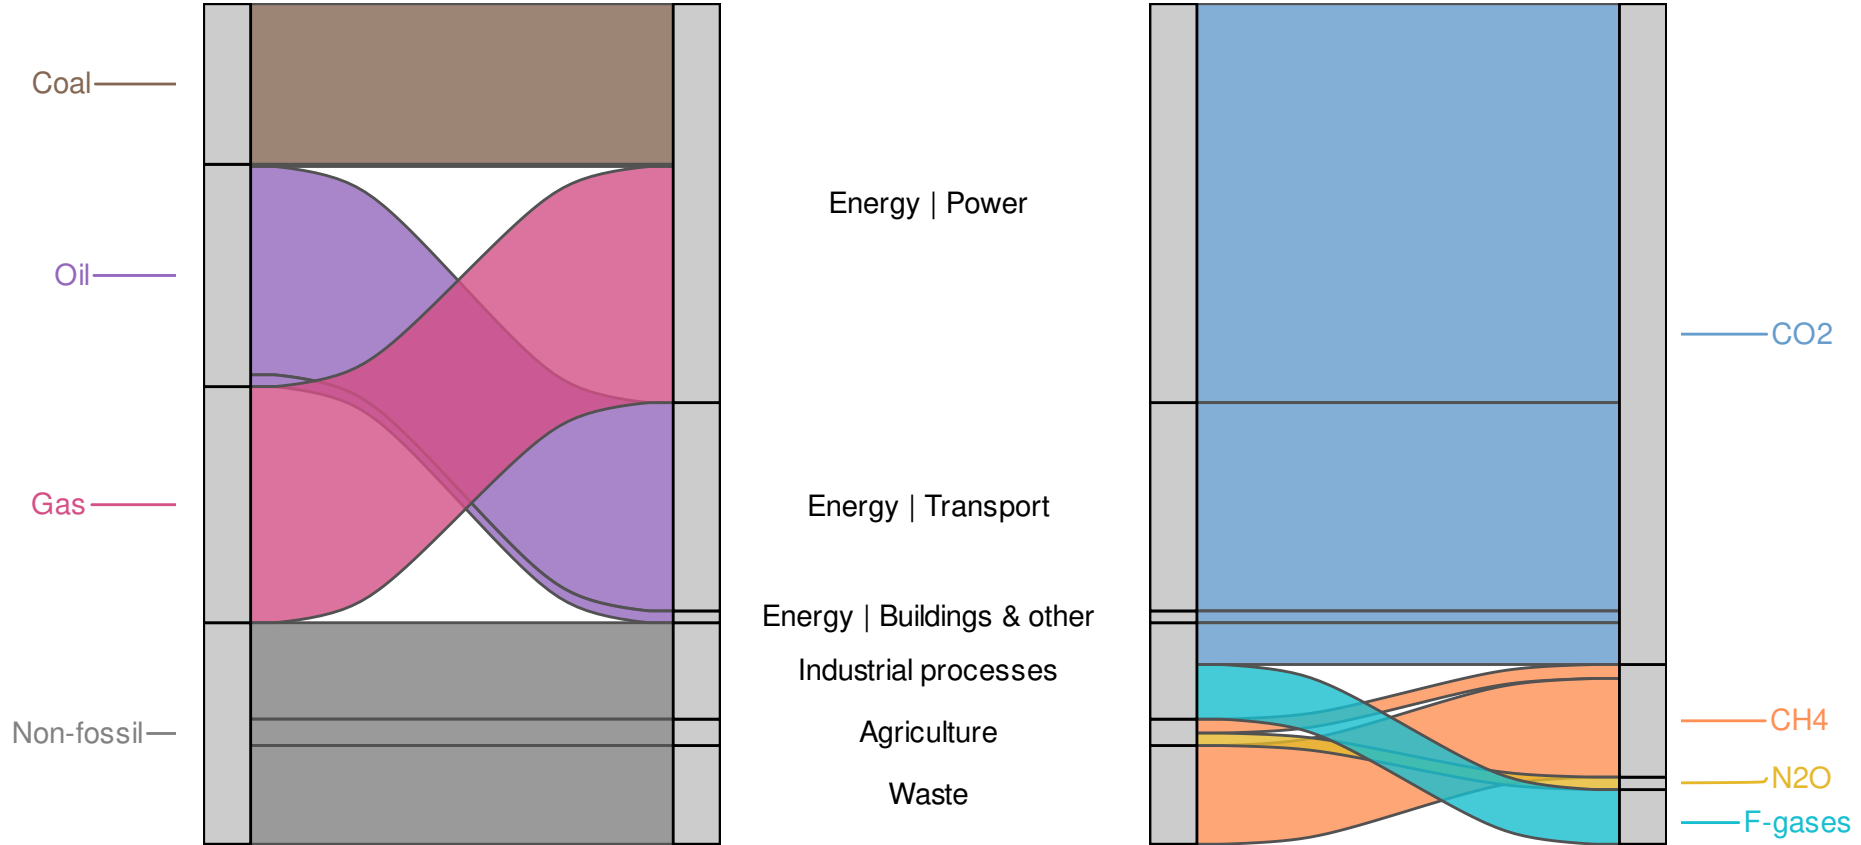 Coal
Oil
Gas
Non-fossil
Energy | Power
Energy | Transport
Energy | Buildings & other
Industrial processes
Agriculture
Waste
CO2
CH4
N2O
F-gases